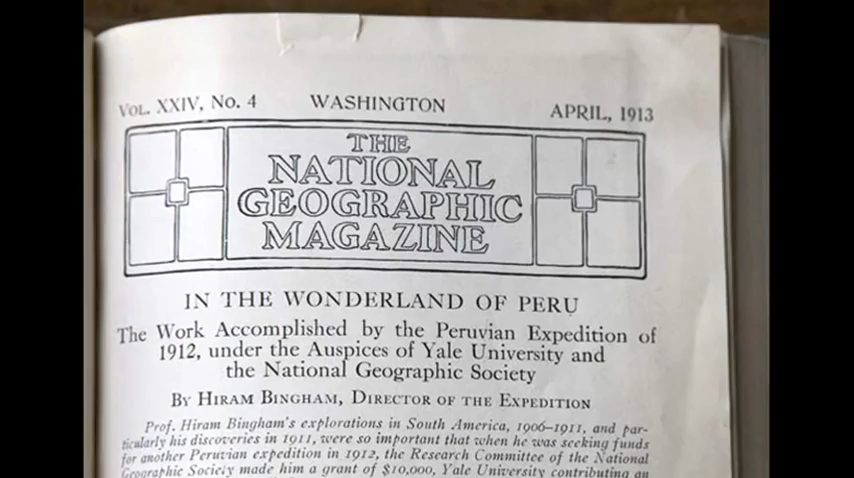 VOL. XXIV, No. 4 WASHINGTON APRIL, 1913
THE
NATIONAL
GEOGRAPHIC
MAGAZINE
IN THE WONDERLAND OF PERU
The Work Accomplished by the Peruvian Expedition of
1912, under the Auspices of Yale University and
the National Geographic Society
BY HIRAM BINGHAM, DIRECTOR OF THE EXPEDITION
Prof. Hiram Bingham's explorations in South America, 1906–1911, and par-
ticularly his discoveries in 1911, were so important that when he was seeking funds
for another Peruvian expedition in 1912, the Research Committee of the National
Geographic Society made him a grant of $10,000, Yale University contributing an